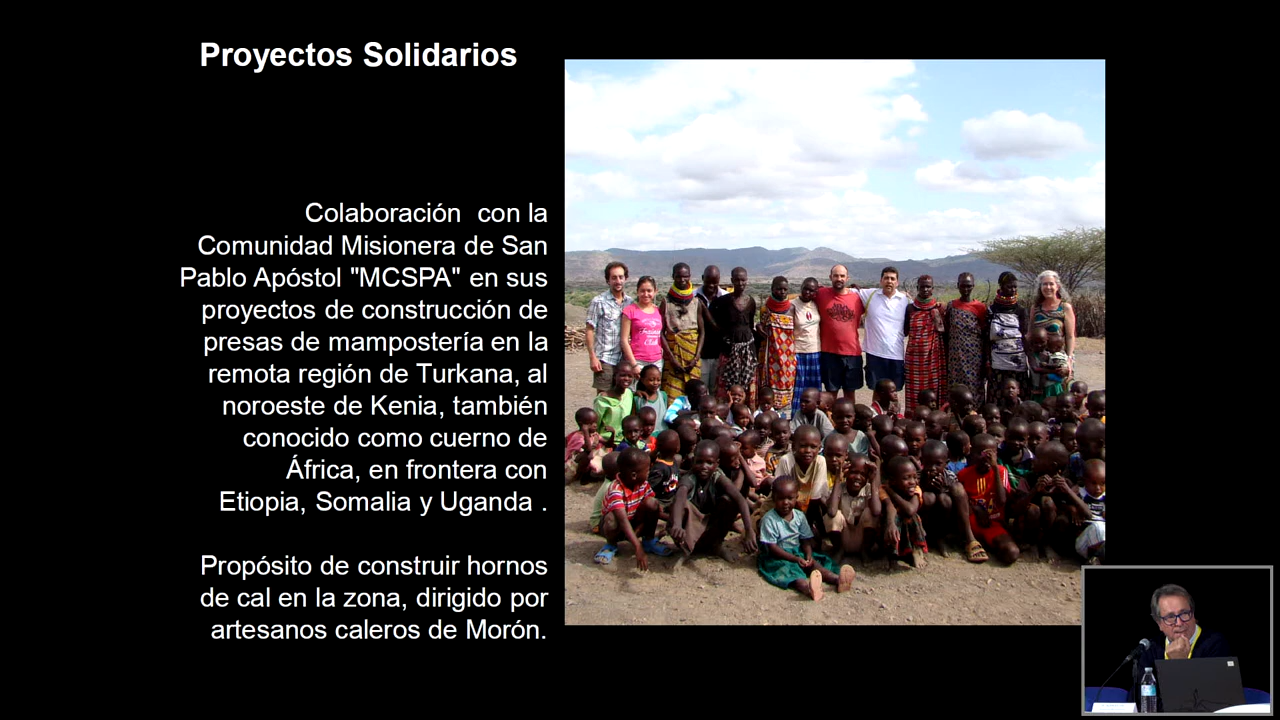 Proyectos Solidarios
Colaboración  con la
Comunidad Misionera de San
Pablo Apóstol "MCSPA" en sus
proyectos de construcción de
presas de mampostería en la
remota región de Turkana, al
noroeste de Kenia, también
conocido como cuerno de
África, en frontera con
Etiopia, Somalia y Uganda .
Propósito de construir hornos
de cal en la zona, dirigido por
artesanos caleros de Morón.